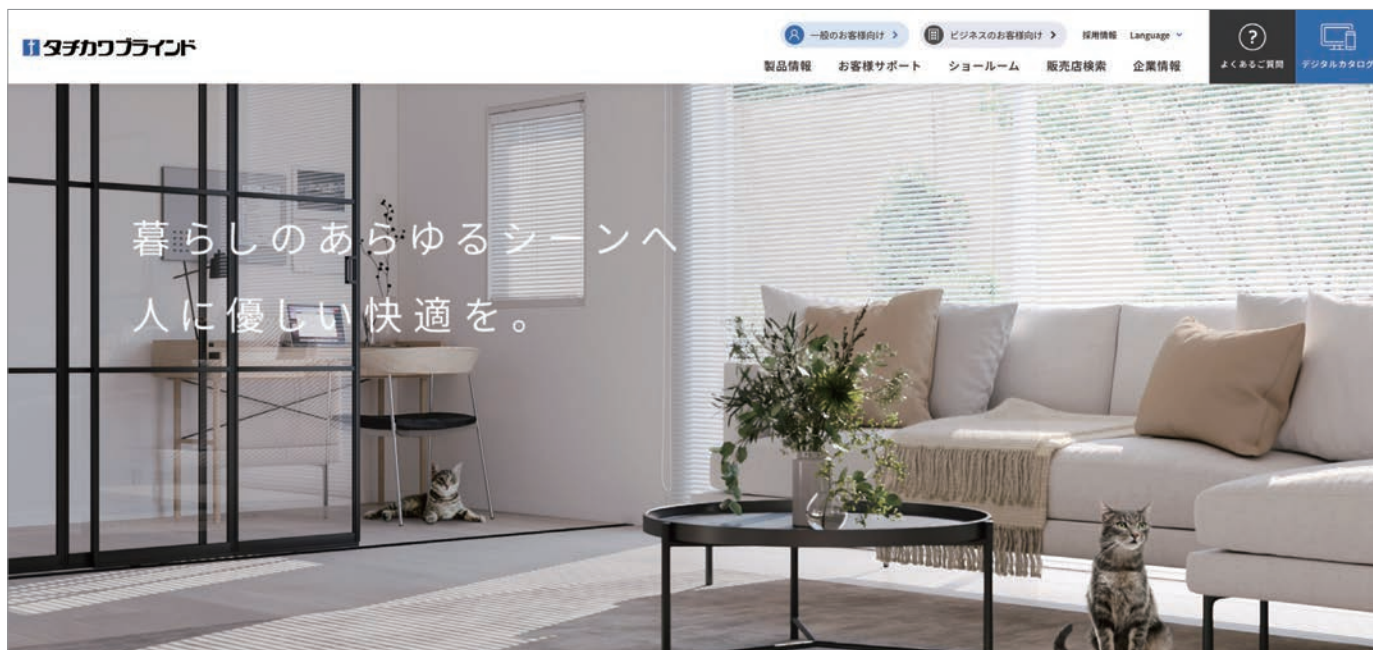 タチカワブラインド
一般のお客様向け
ビジネスのお客様向け
採用情報
Language
製品情報
お客様サポート
ショールーム
販売店検索
企業情報
よくあるご質問
デジタルカタログ
暮らしのあらゆるシーンへ
人に優しい快適を。